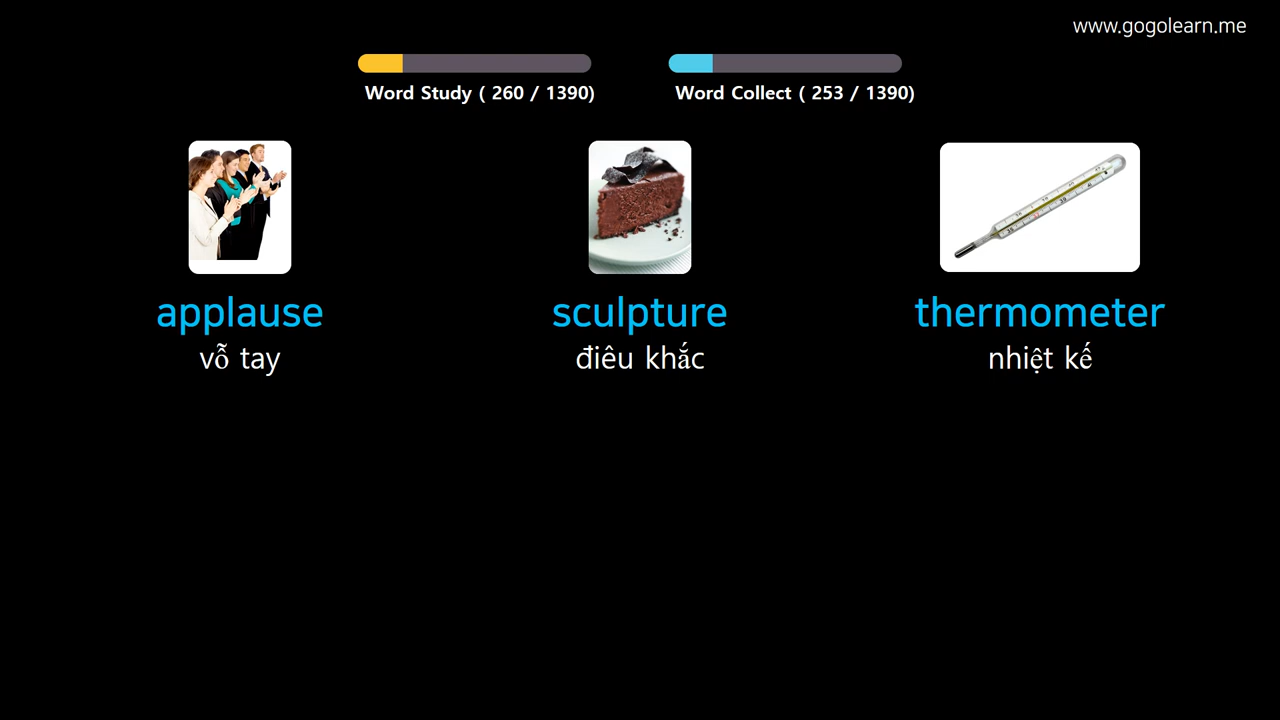 www.gogolearn.me
Word Study ( 260 / 1390)
Word Collect ( 253 / 1390)
applause
sculpture
thermometer
vỗ tay
điêu khắc
nhiệt kế